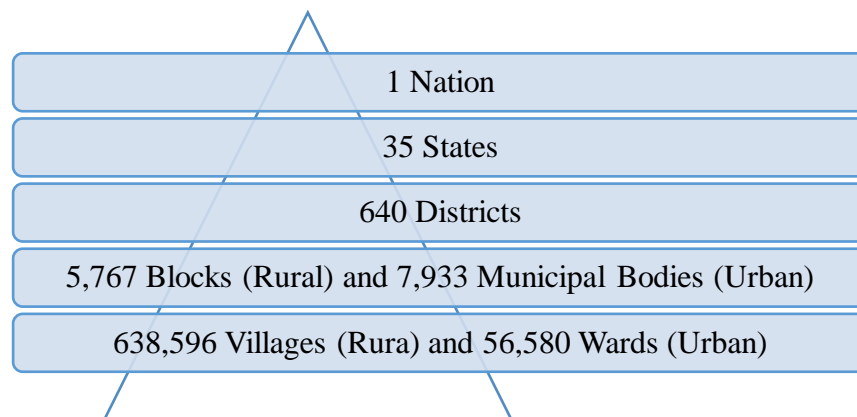 1 Nation
35 States
640 Districts
5,767 Blocks (Rural) and 7,933 Municipal Bodies (Urban)
638,596 Villages (Rura) and 56,580 Wards (Urban)